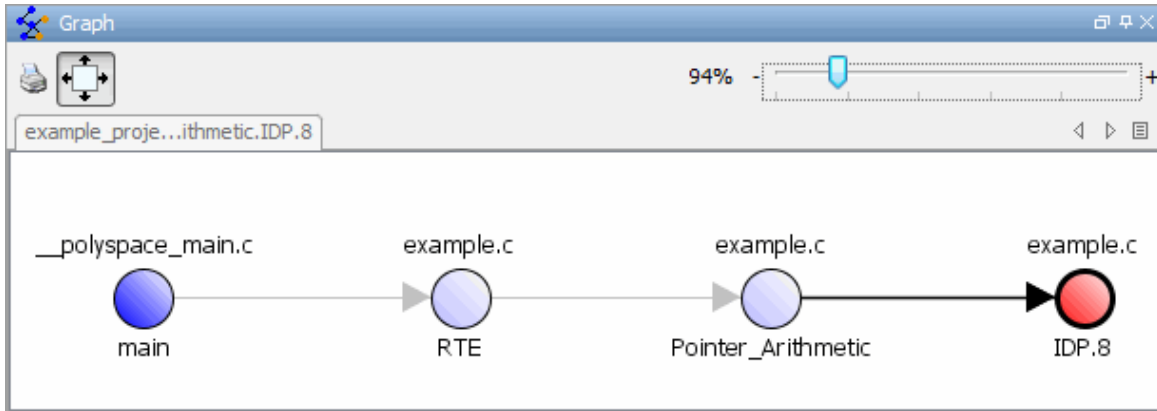 Graph
94% - +
example_proje...ithmetic.IDP.8
__polyspace_main.c example.c example.c example.c
main RTE Pointer_Arithmetic IDP.8